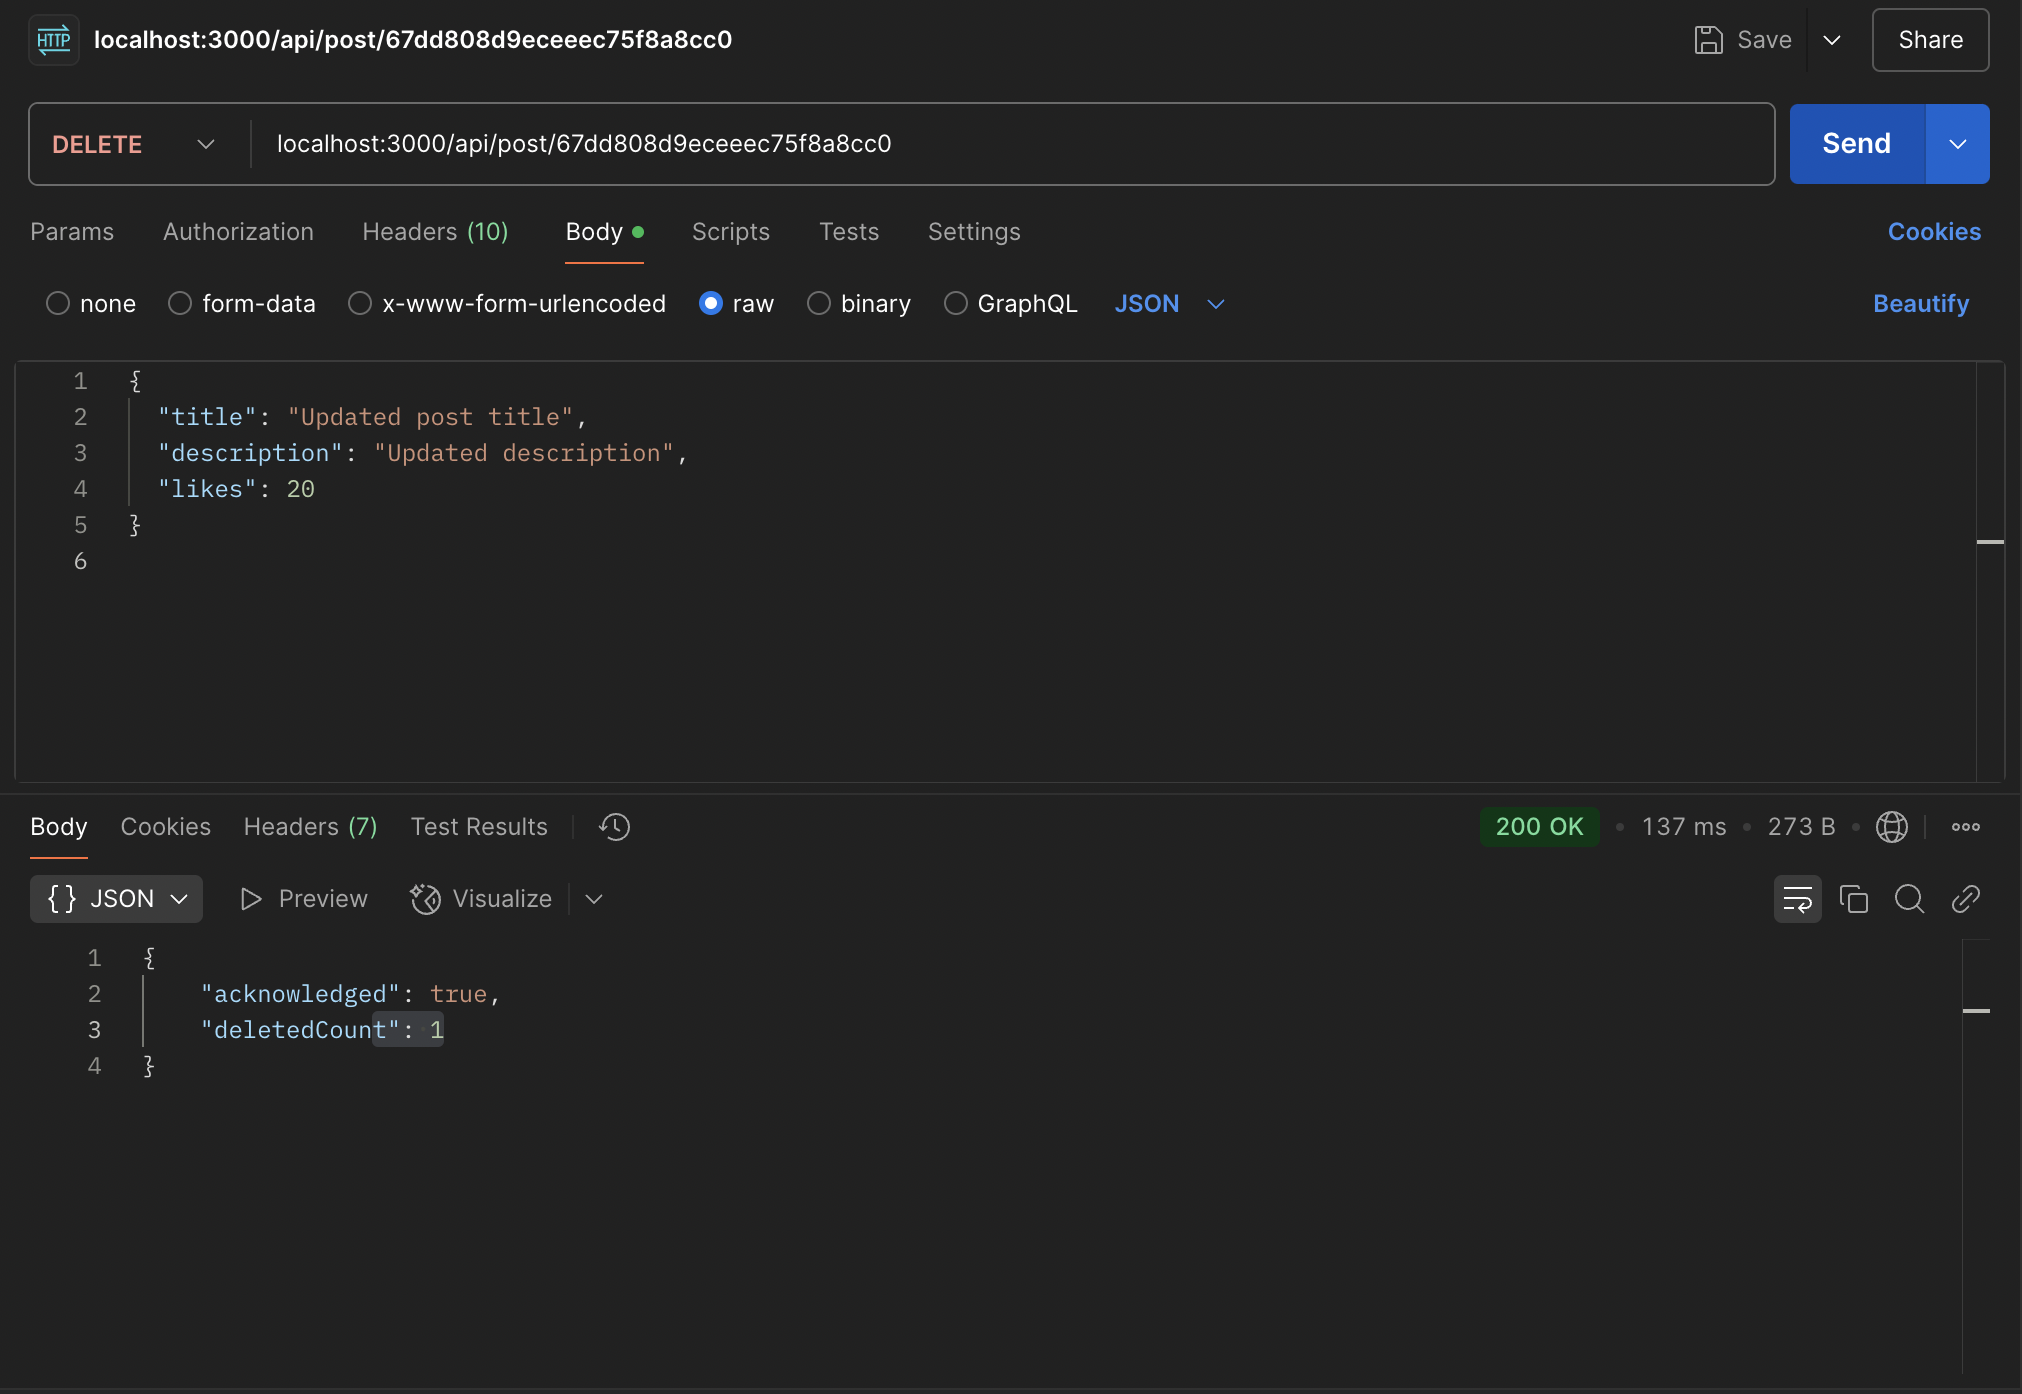 HTTP localhost:3000/api/post/67dd808d9eceeec75f8a8cc0 Save Share
DELETE localhost:3000/api/post/67dd808d9eceeec75f8a8cc0 Send
Params Authorization Headers (10) Body Scripts Tests Settings Cookies
none form-data x-www-form-urlencoded raw binary GraphQL JSON Beautify
1 {
2 "title": "Updated post title",
3 "description": "Updated description",
4 "likes": 20
5 }
6
Body Cookies Headers (7) Test Results 200 OK • 137 ms • 273 B •
{} JSON Preview Visualize
1 {
2 "acknowledged": true,
3 "deletedCount": 1
4 }